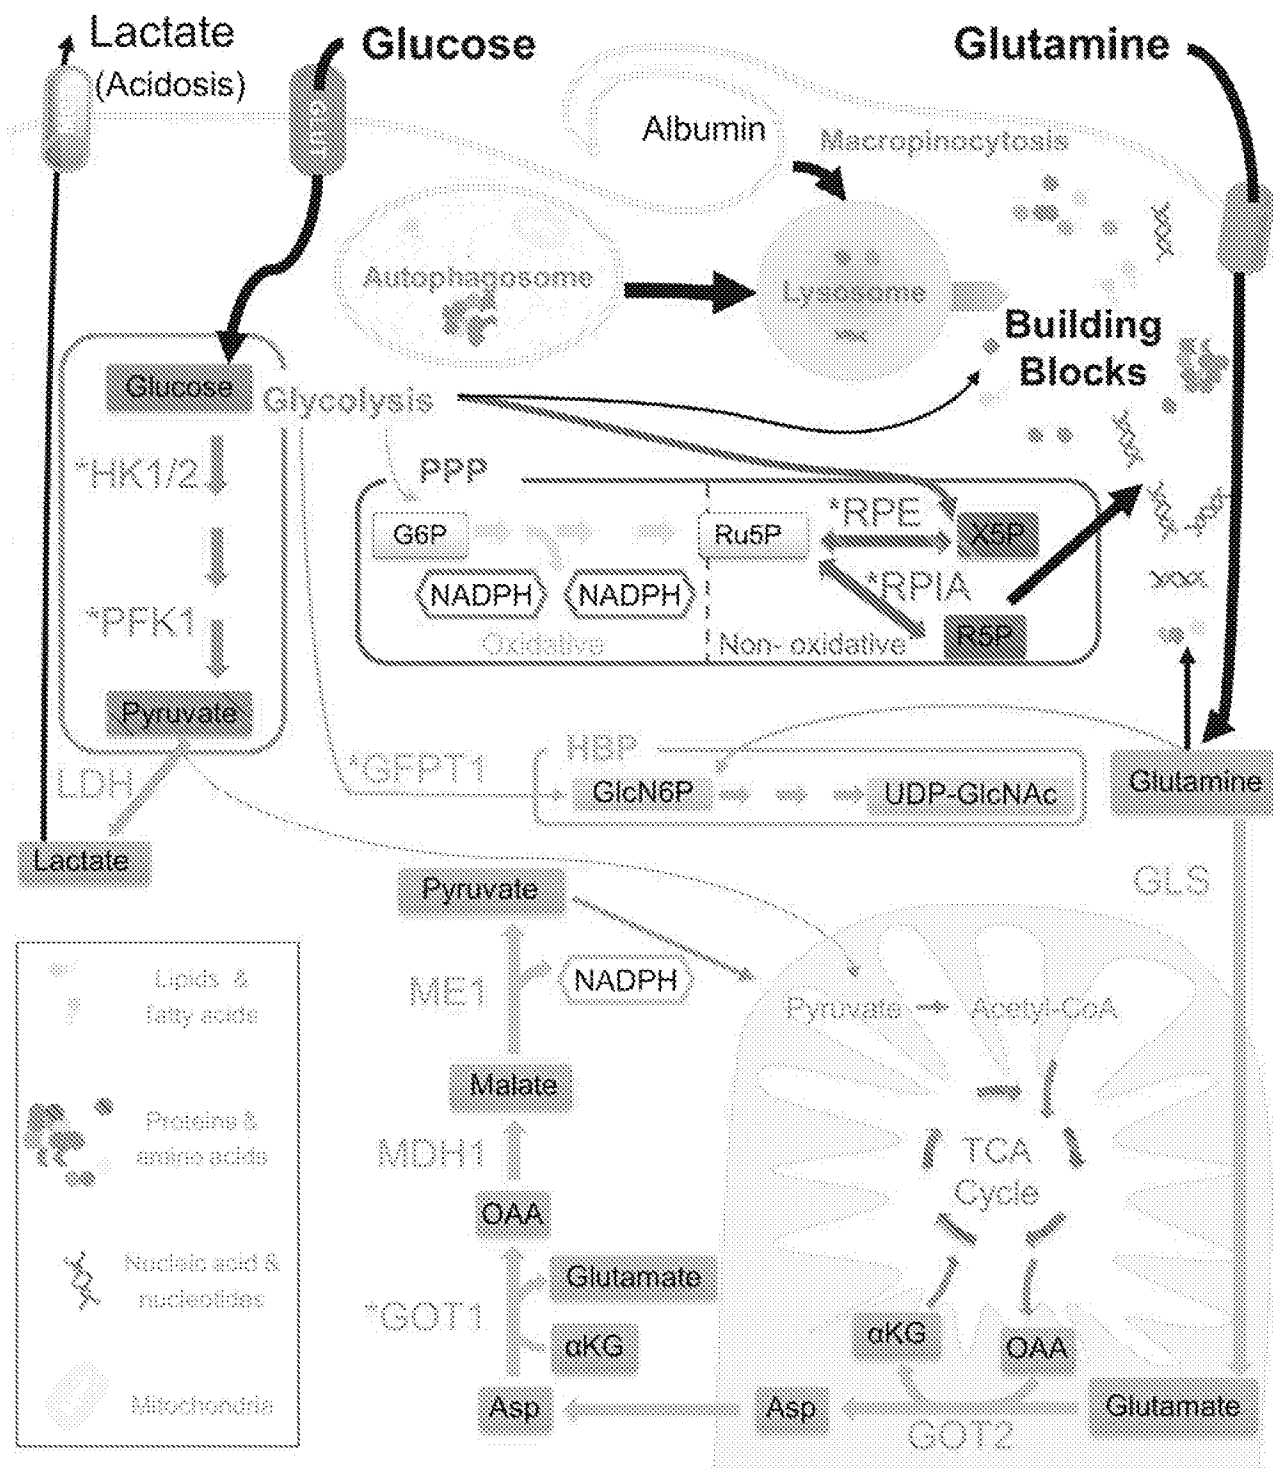 Lactate
(Acidosis)
Glucose
Glutamine
Albumin
Macropinocytosis
Autophagosome
Lysosome
Building
Blocks
Glucose
Glycolysis
*HK1/2
*PFK1
Pyruvate
PPP
G6P
Ru5P
*RPE
X5P
NADPH
NADPH
*RPIA
R5P
Oxidative
Non- oxidative
LDH
Lactate
*GFPT1
HBP
GlcN6P
UDP-GlcNAc
Glutamine
GLS
Pyruvate
ME1
NADPH
Malate
MDH1
OAA
*GOT1
Glutamate
αKG
Asp
Pyruvate
Acetyl-CoA
TCA
Cycle
αKG
OAA
Asp
GOT2
Glutamate
Lipids &
fatty acids
Proteins &
amino acids
Nucleic acid &
nucleotides
Mitochondria